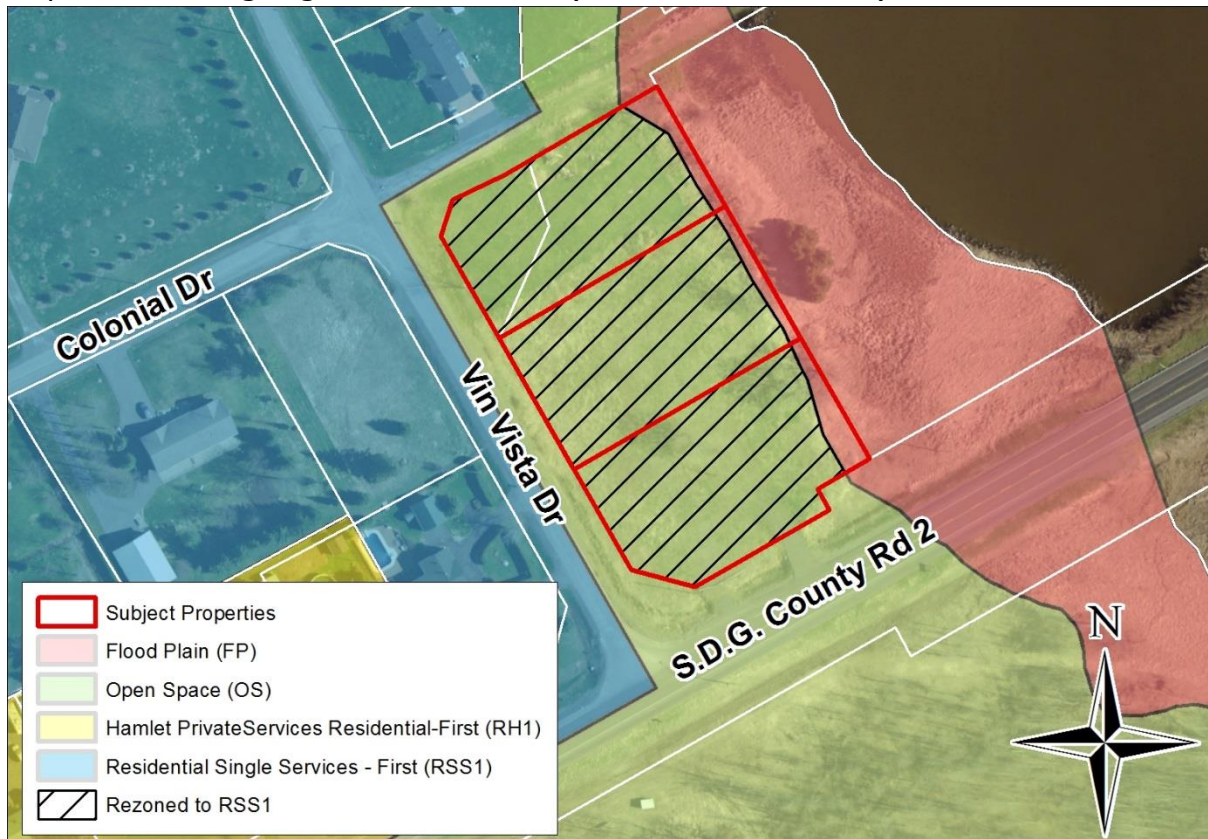 Colonial Dr
Vin Vista Dr
S.D.G. County Rd 2
N
Subject Properties
Flood Plain (FP)
Open Space (OS)
Hamlet PrivateServices Residential-First (RH1)
Residential Single Services - First (RSS1)
Rezoned to RSS1